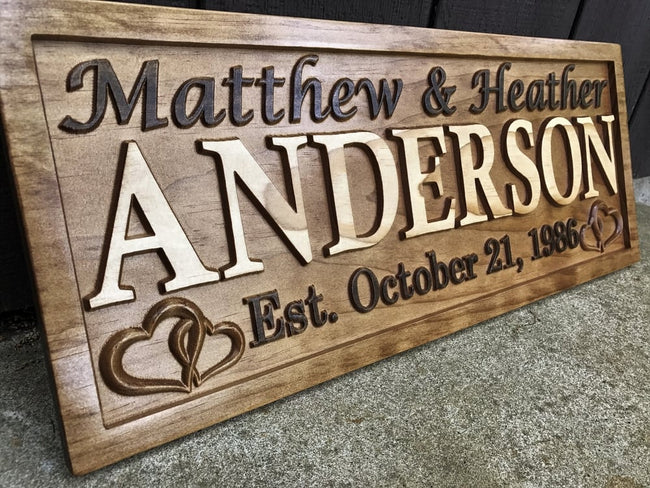 Matthew & Heather
ANDERSON
Est. October 21, 1986